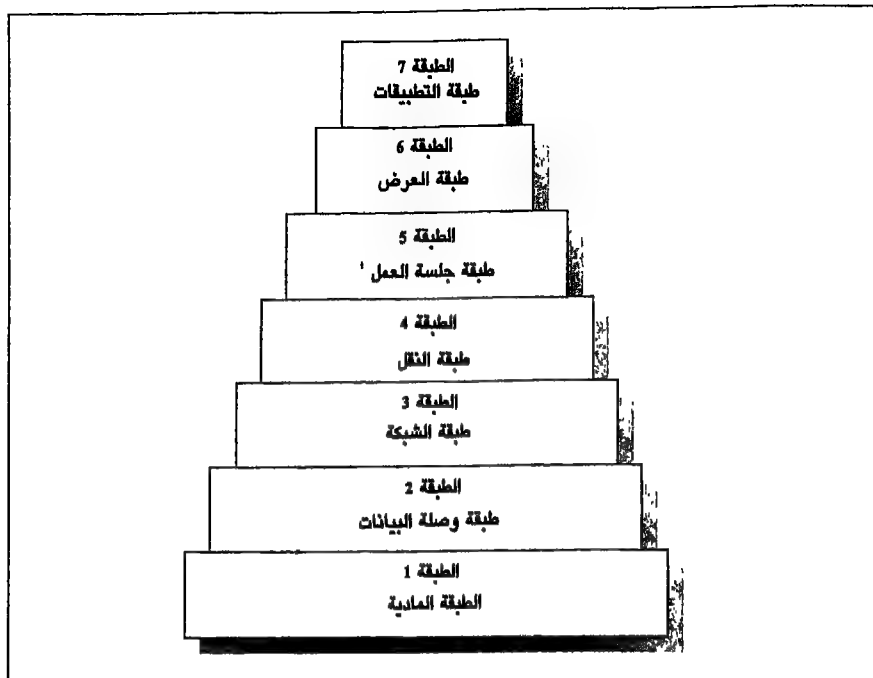 الطبقة 7
طبقة التطبيقات
الطبقة 6
طبقة العرض
الطبقة 5
طبقة جلسة العمل
الطبقة 4
طبقة النقل
الطبقة 3
طبقة الشبكة
الطبقة 2
طبقة وصلة البيانات
الطبقة 1
الطبقة المادية